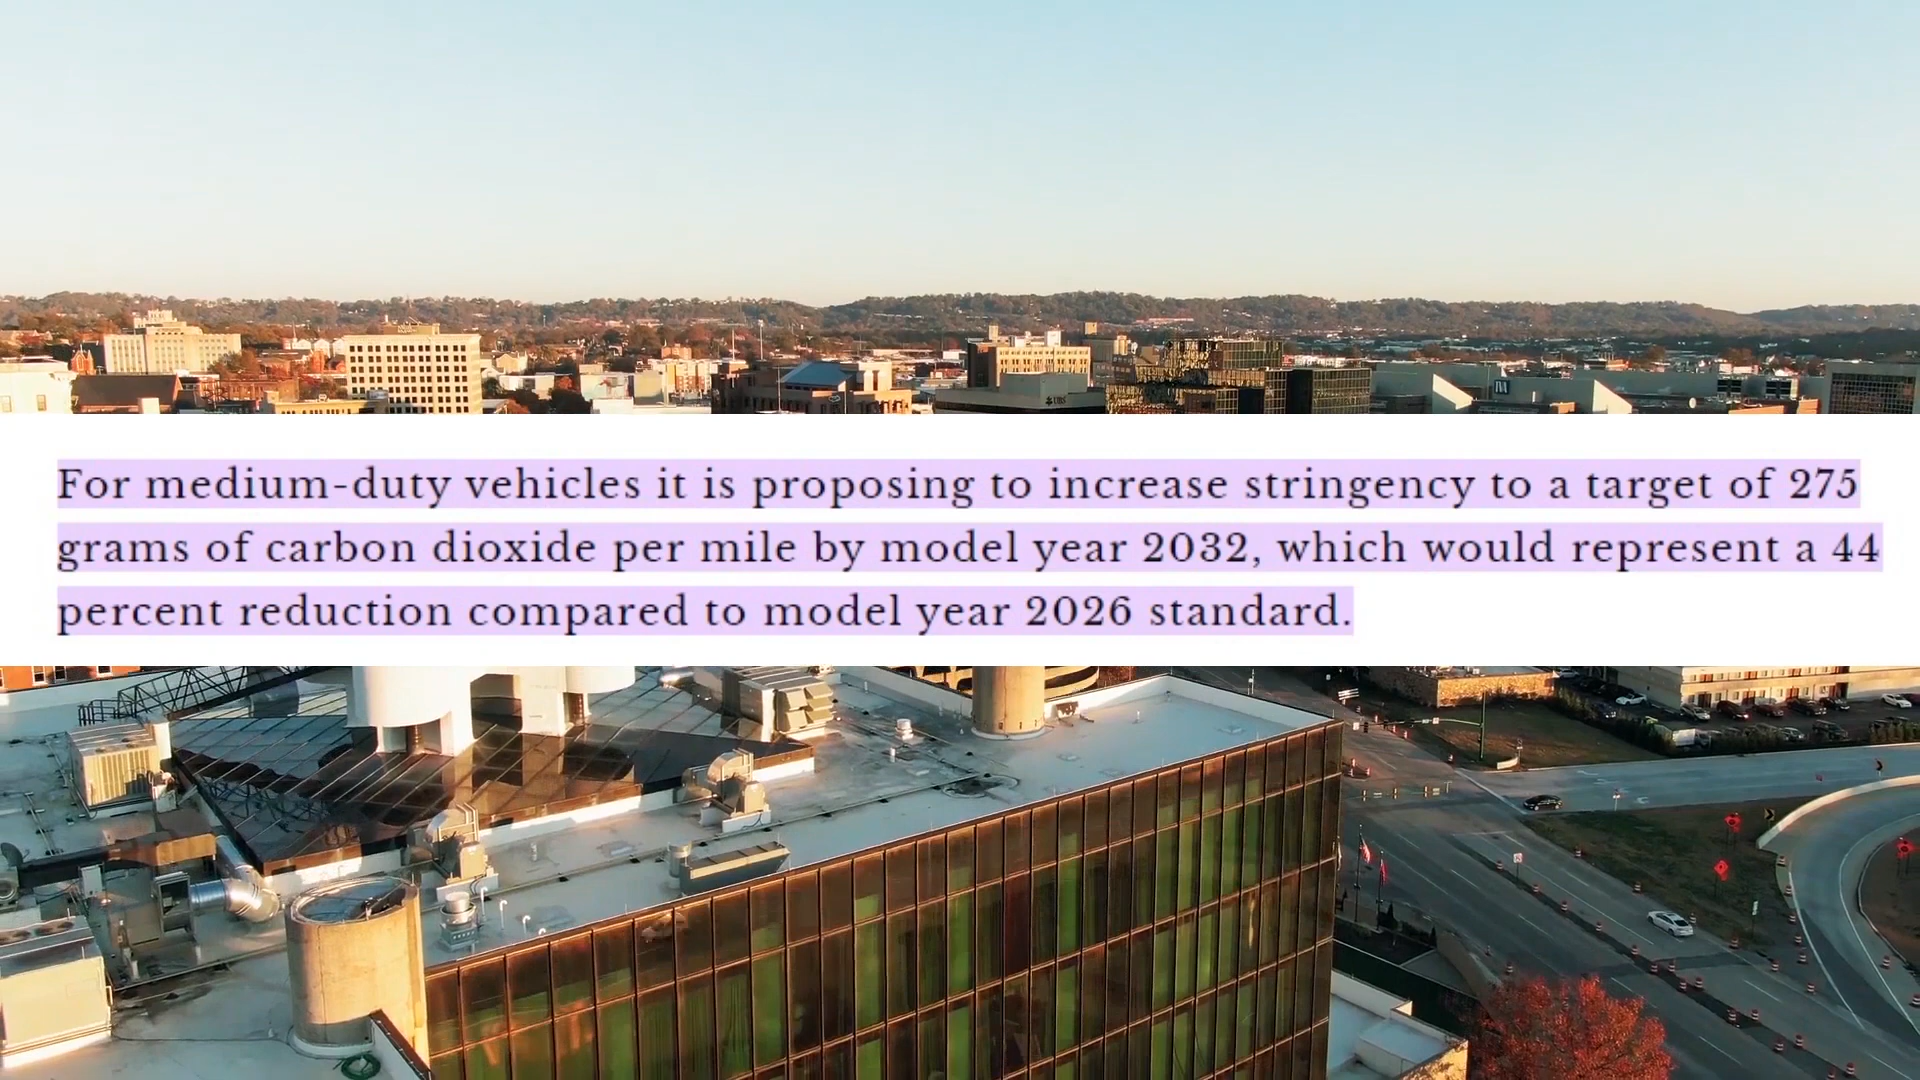 UBS
For medium-duty vehicles it is proposing to increase stringency to a target of 275
grams of carbon dioxide per mile by model year 2032, which would represent a 44
percent reduction compared to model year 2026 standard.